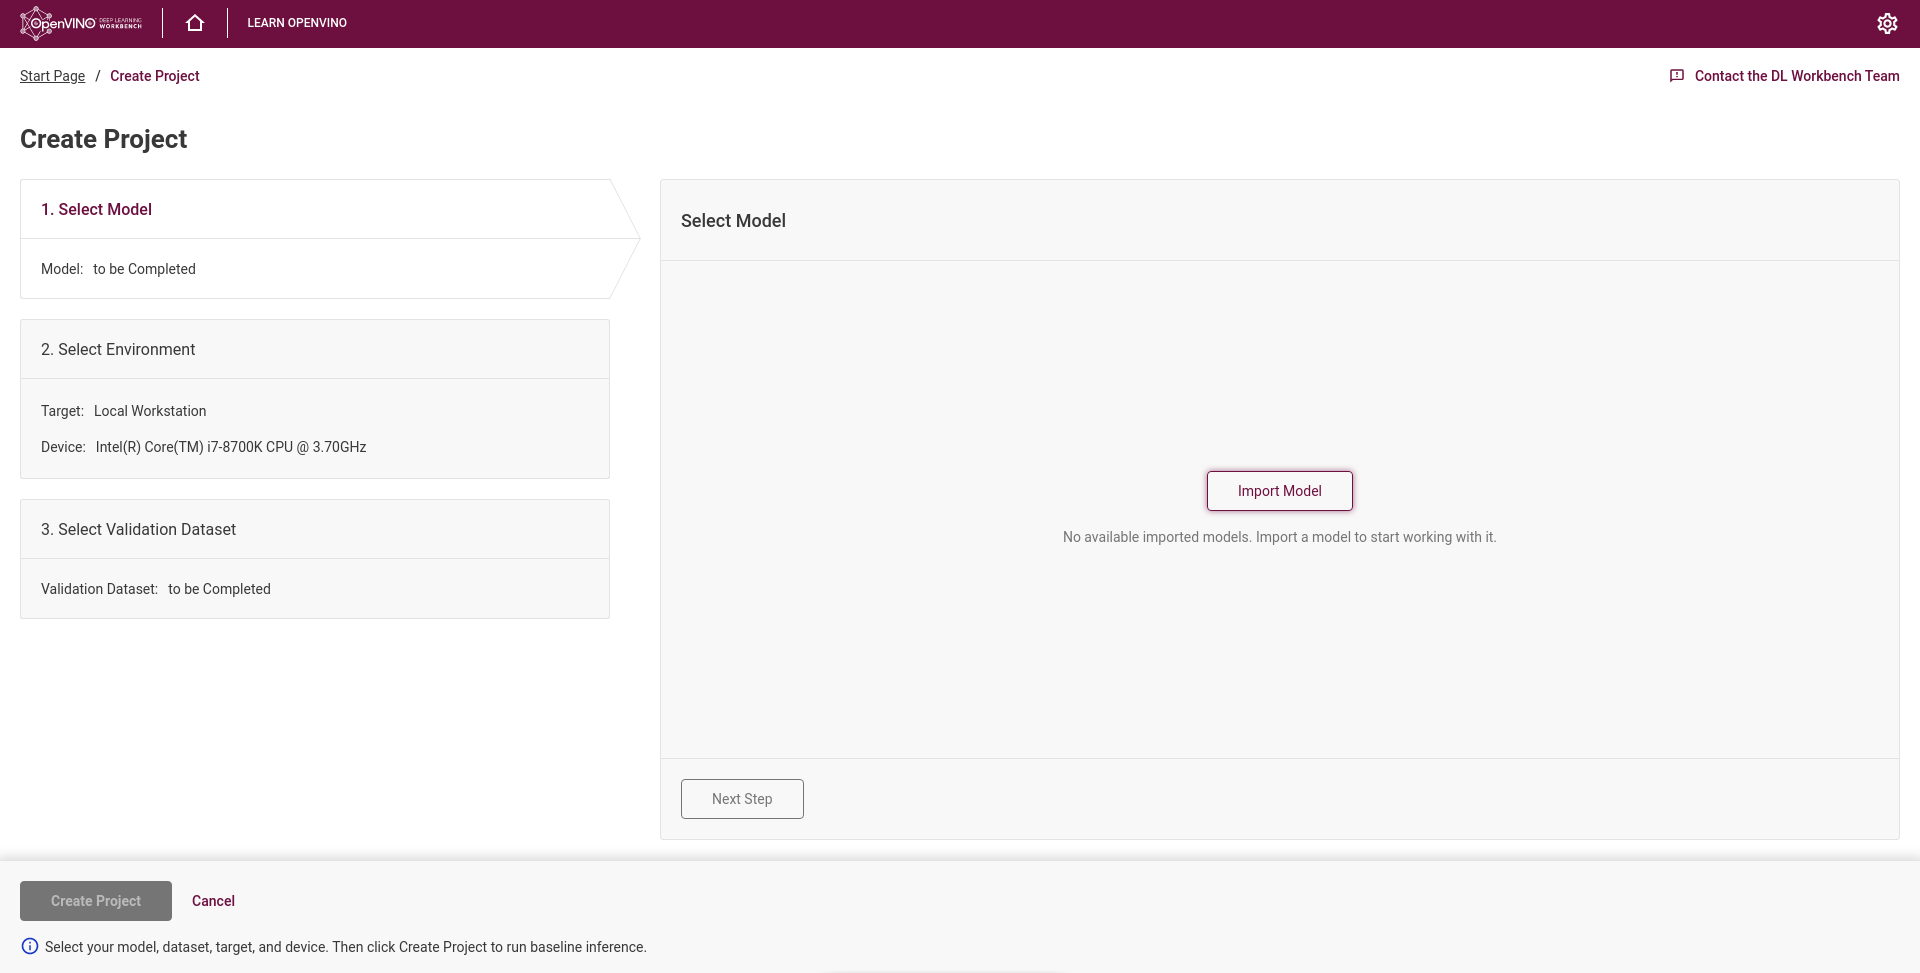 OpenVINO DEEP LEARNING WORKBENCH
LEARN OPENVINO
Start Page / Create Project
Contact the DL Workbench Team
Create Project
1. Select Model
Model: to be Completed
2. Select Environment
Target: Local Workstation
Device: Intel(R) Core(TM) i7-8700K CPU @ 3.70GHz
3. Select Validation Dataset
Validation Dataset: to be Completed
Select Model
Import Model
No available imported models. Import a model to start working with it.
Next Step
Create Project
Cancel
Select your model, dataset, target, and device. Then click Create Project to run baseline inference.